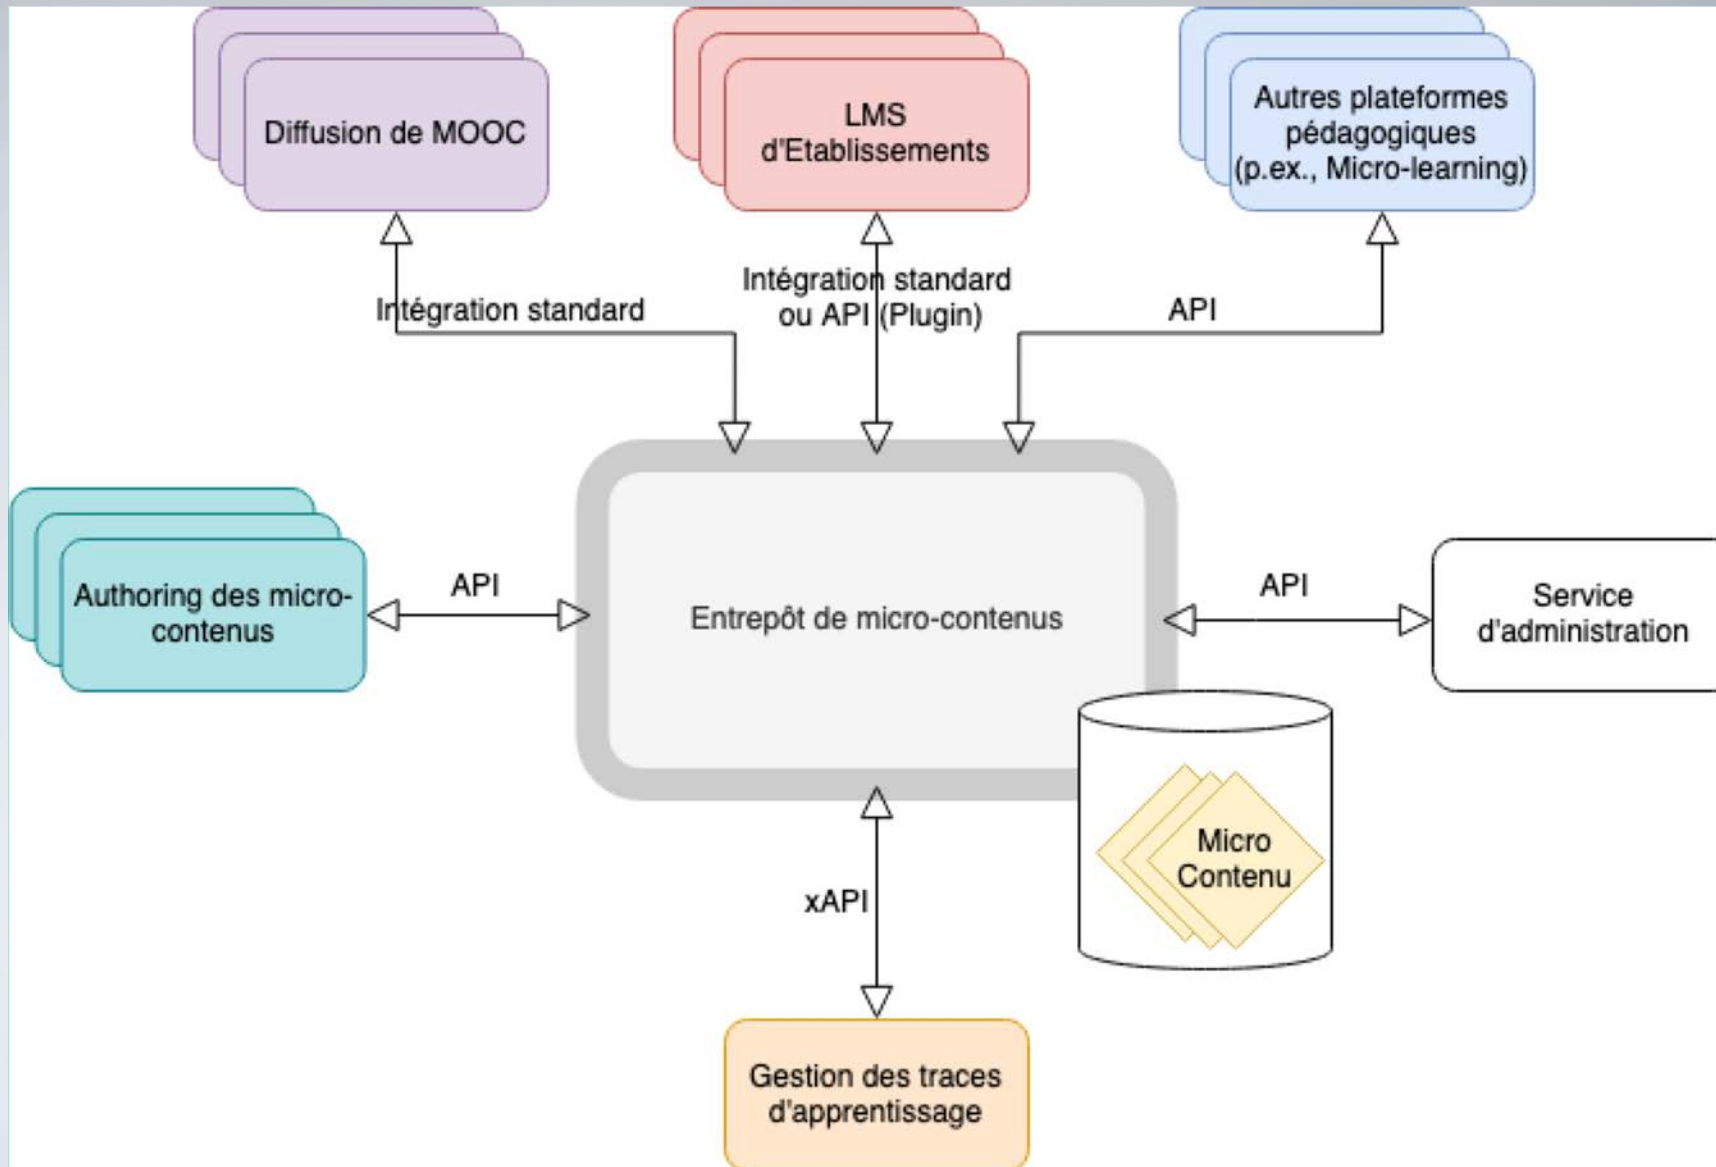 Diffusion de MOOC
LMS
d'Etablissements
Autres plateformes
pédagogiques
(p.ex., Micro-learning)
Intégration standard
Intégration standard
ou API (Plugin)
API
Authoring des micro-
contenus
API
Entrepôt de micro-contenus
API
Service
d'administration
Micro
Contenu
xAPI
Gestion des traces
d'apprentissage